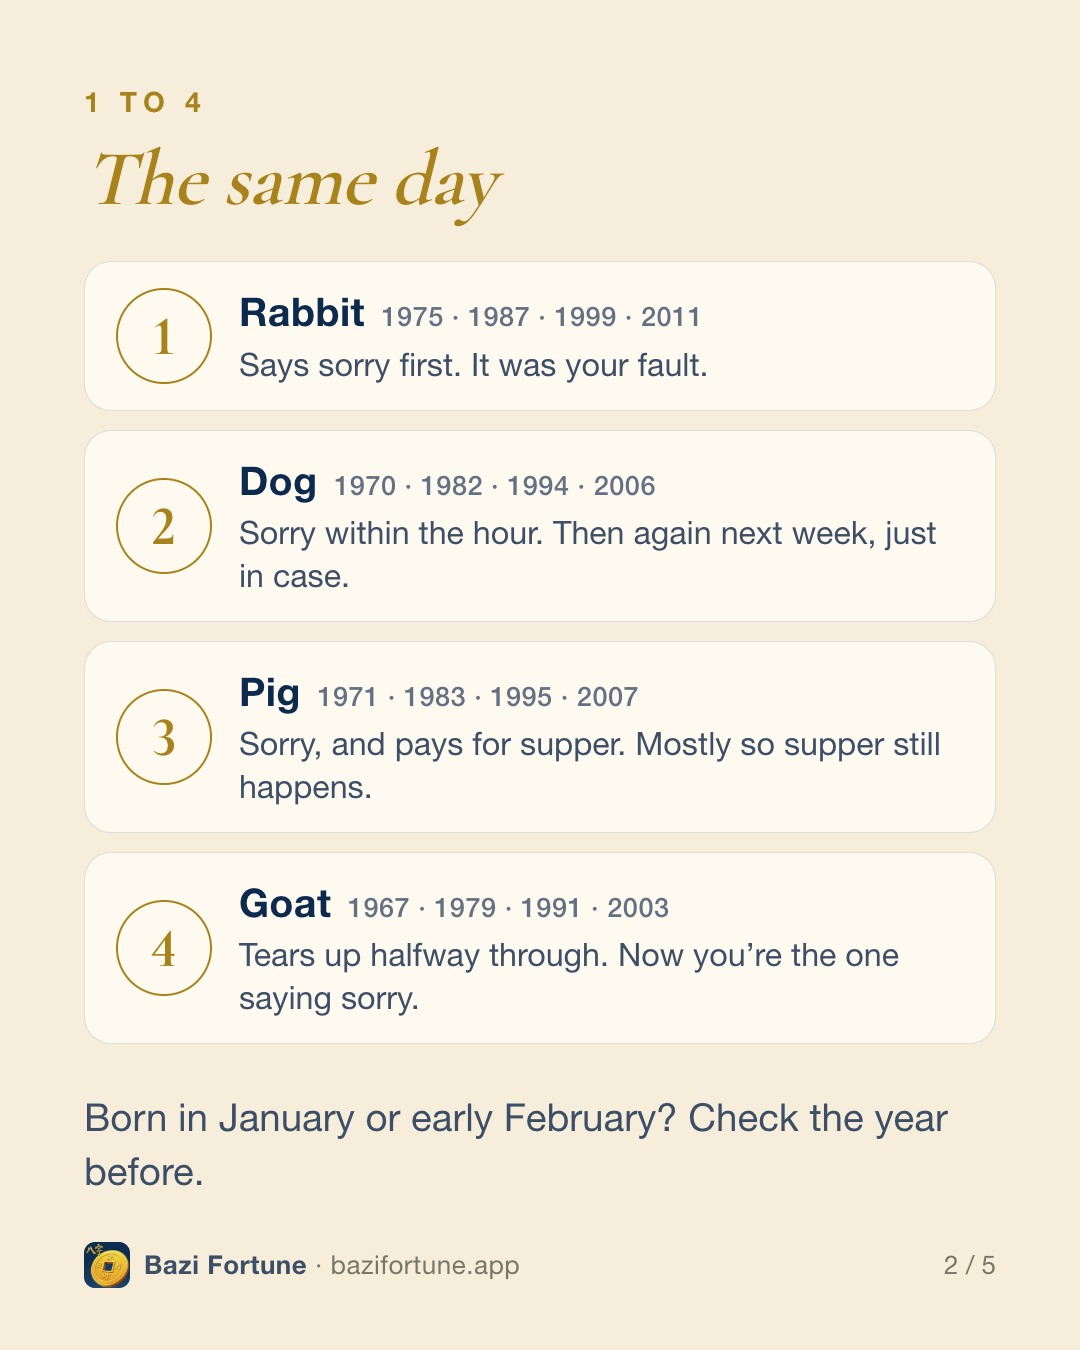 1 TO 4
The same day
1
Rabbit 1975 · 1987 · 1999 · 2011
Says sorry first. It was your fault.
2
Dog 1970 · 1982 · 1994 · 2006
Sorry within the hour. Then again next week, just
in case.
3
Pig 1971 · 1983 · 1995 · 2007
Sorry, and pays for supper. Mostly so supper still
happens.
4
Goat 1967 · 1979 · 1991 · 2003
Tears up halfway through. Now you’re the one
saying sorry.
Born in January or early February? Check the year
before.
八字
Bazi Fortune · bazifortune.app
2 / 5